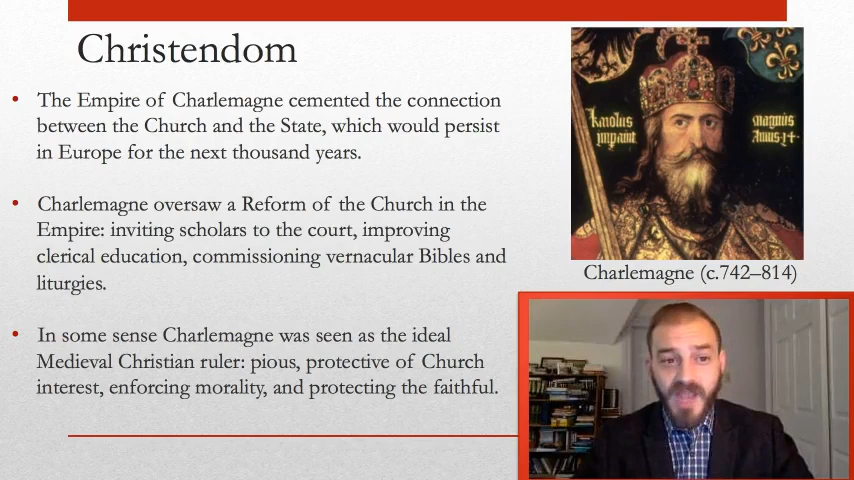 Christendom
• The Empire of Charlemagne cemented the connection
between the Church and the State, which would persist
in Europe for the next thousand years.
• Charlemagne oversaw a Reform of the Church in the
Empire: inviting scholars to the court, improving
clerical education, commissioning vernacular Bibles and
liturgies.
• In some sense Charlemagne was seen as the ideal
Medieval Christian ruler: pious, protective of Church
interest, enforcing morality, and protecting the faithful.
Karolus magnus
Charlemagne (c.742–814)